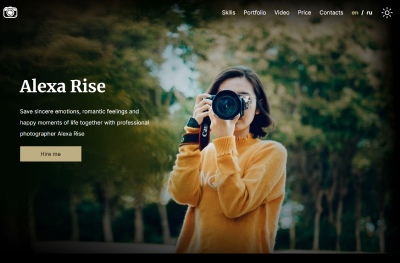 Skills Portfolio Video Price Contacts en / ru
Alexa Rise
Save sincere emotions, romantic feelings and
happy moments of life together with professional
photographer Alexa Rise
Hire me